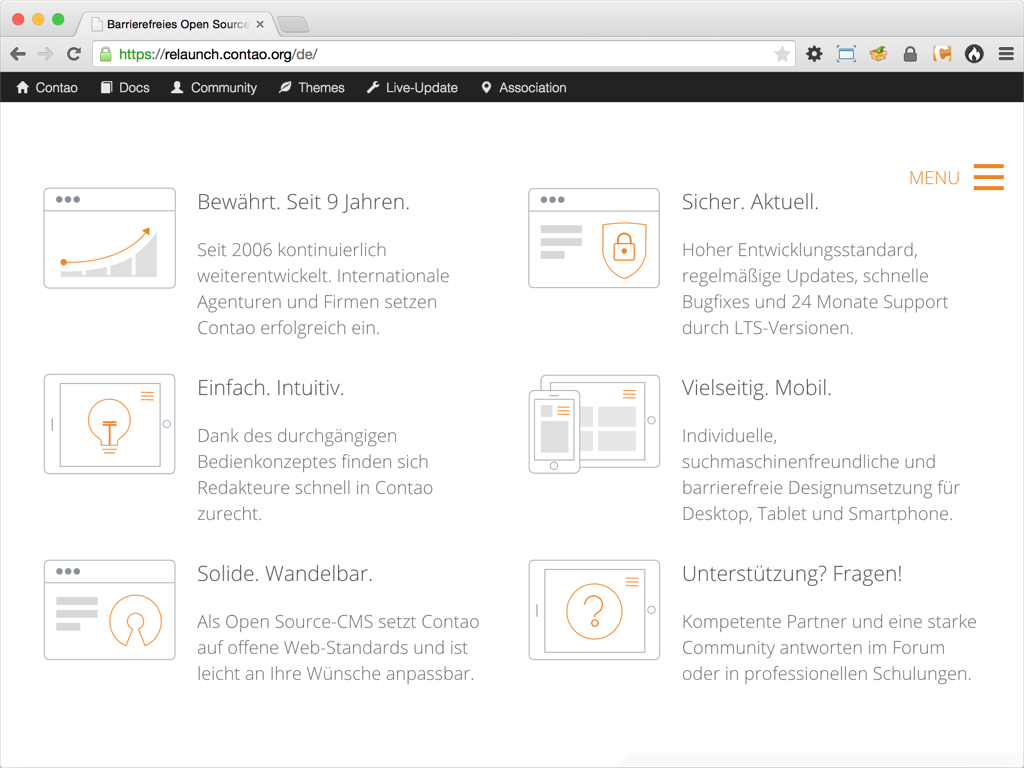 Barrierefreies Open Source
https://relaunch.contao.org/de/
Contao Docs Community Themes Live-Update Association
MENU
Bewährt. Seit 9 Jahren.
Seit 2006 kontinuierlich
weiterentwickelt. Internationale
Agenturen und Firmen setzen
Contao erfolgreich ein.
Sicher. Aktuell.
Hoher Entwicklungsstandard,
regelmäßige Updates, schnelle
Bugfixes und 24 Monate Support
durch LTS-Versionen.
Einfach. Intuitiv.
Dank des durchgängigen
Bedienkonzeptes finden sich
Redakteure schnell in Contao
zurecht.
Vielseitig. Mobil.
Individuelle,
suchmaschinenfreundliche und
barrierefreie Designumsetzung für
Desktop, Tablet und Smartphone.
Solide. Wandelbar.
Als Open Source-CMS setzt Contao
auf offene Web-Standards und ist
leicht an Ihre Wünsche anpassbar.
Unterstützung? Fragen!
Kompetente Partner und eine starke
Community antworten im Forum
oder in professionellen Schulungen.